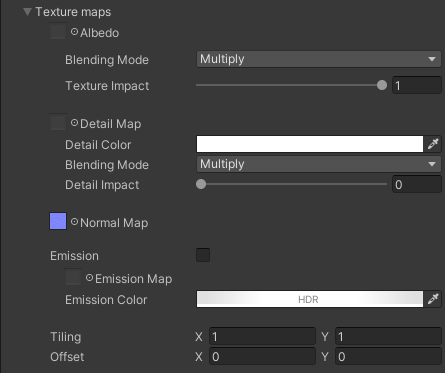 Texture maps
Albedo
Blending Mode Multiply
Texture Impact 1
Detail Map
Detail Color
Blending Mode Multiply
Detail Impact 0
Normal Map
Emission
Emission Map
Emission Color HDR
Tiling X 1 Y 1
Offset X 0 Y 0